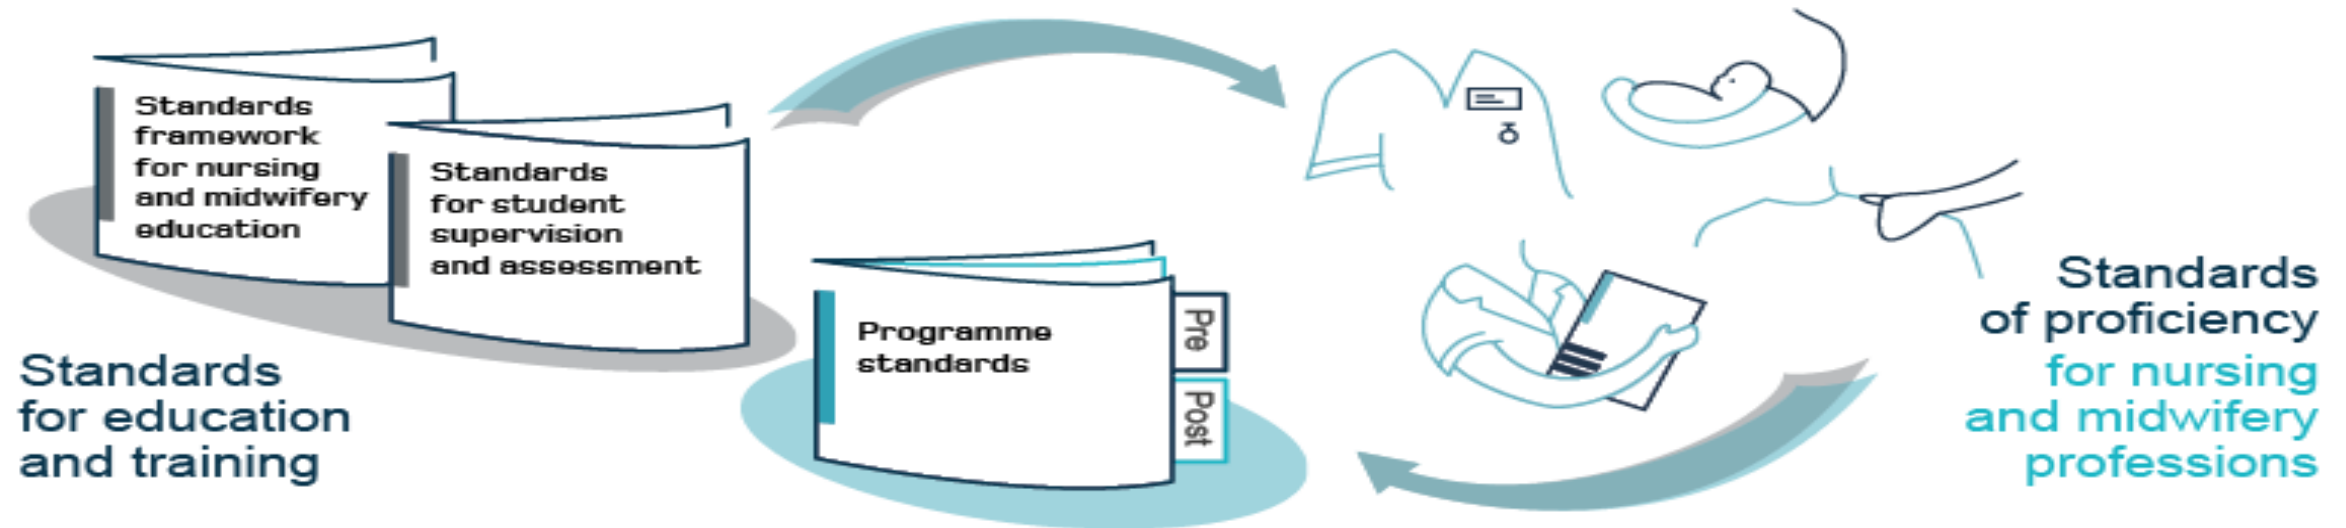 Standards
framework
for nursing
and midwifery
education
Standards
for student
supervision
and assessment
Programme
standards
Pre
Post
Standards
for education
and training
Standards
of proficiency
for nursing
and midwifery
professions